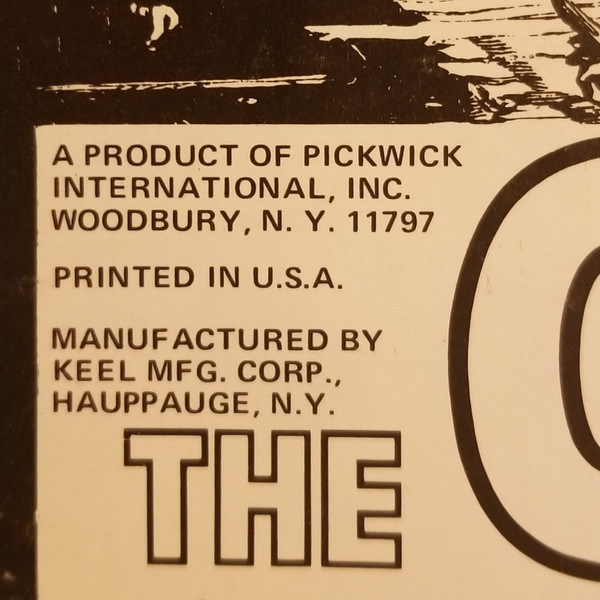 A PRODUCT OF PICKWICK
INTERNATIONAL, INC.
WOODBURY, N. Y. 11797
PRINTED IN U.S.A.
MANUFACTURED BY
KEEL MFG. CORP.,
HAUPPAUGE, N.Y.
THE